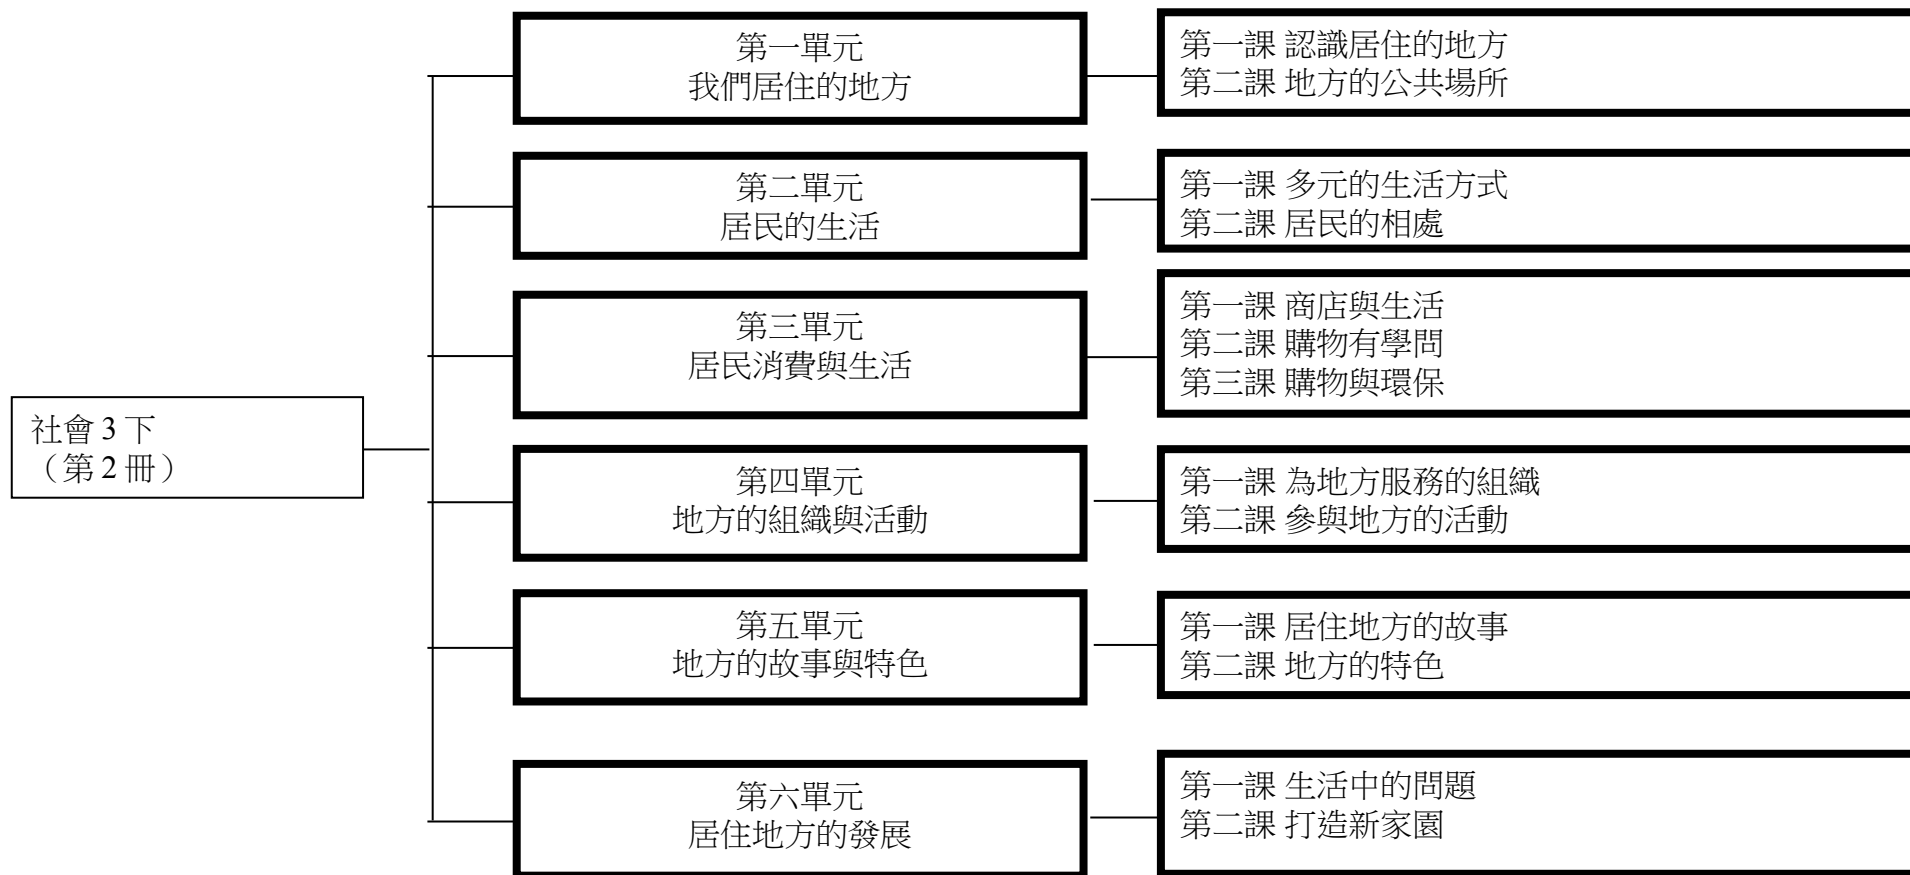 第一單元
我們居住的地方
第一課 認識居住的地方
第二課 地方的公共場所
第二單元
居民的生活
第一課 多元的生活方式
第二課 居民的相處
第三單元
居民消費與生活
第一課 商店與生活
第二課 購物有學問
第三課 購物與環保
社會 3 下
（第 2 冊）
第四單元
地方的組織與活動
第一課 為地方服務的組織
第二課 參與地方的活動
第五單元
地方的故事與特色
第一課 居住地方的故事
第二課 地方的特色
第六單元
居住地方的發展
第一課 生活中的問題
第二課 打造新家園